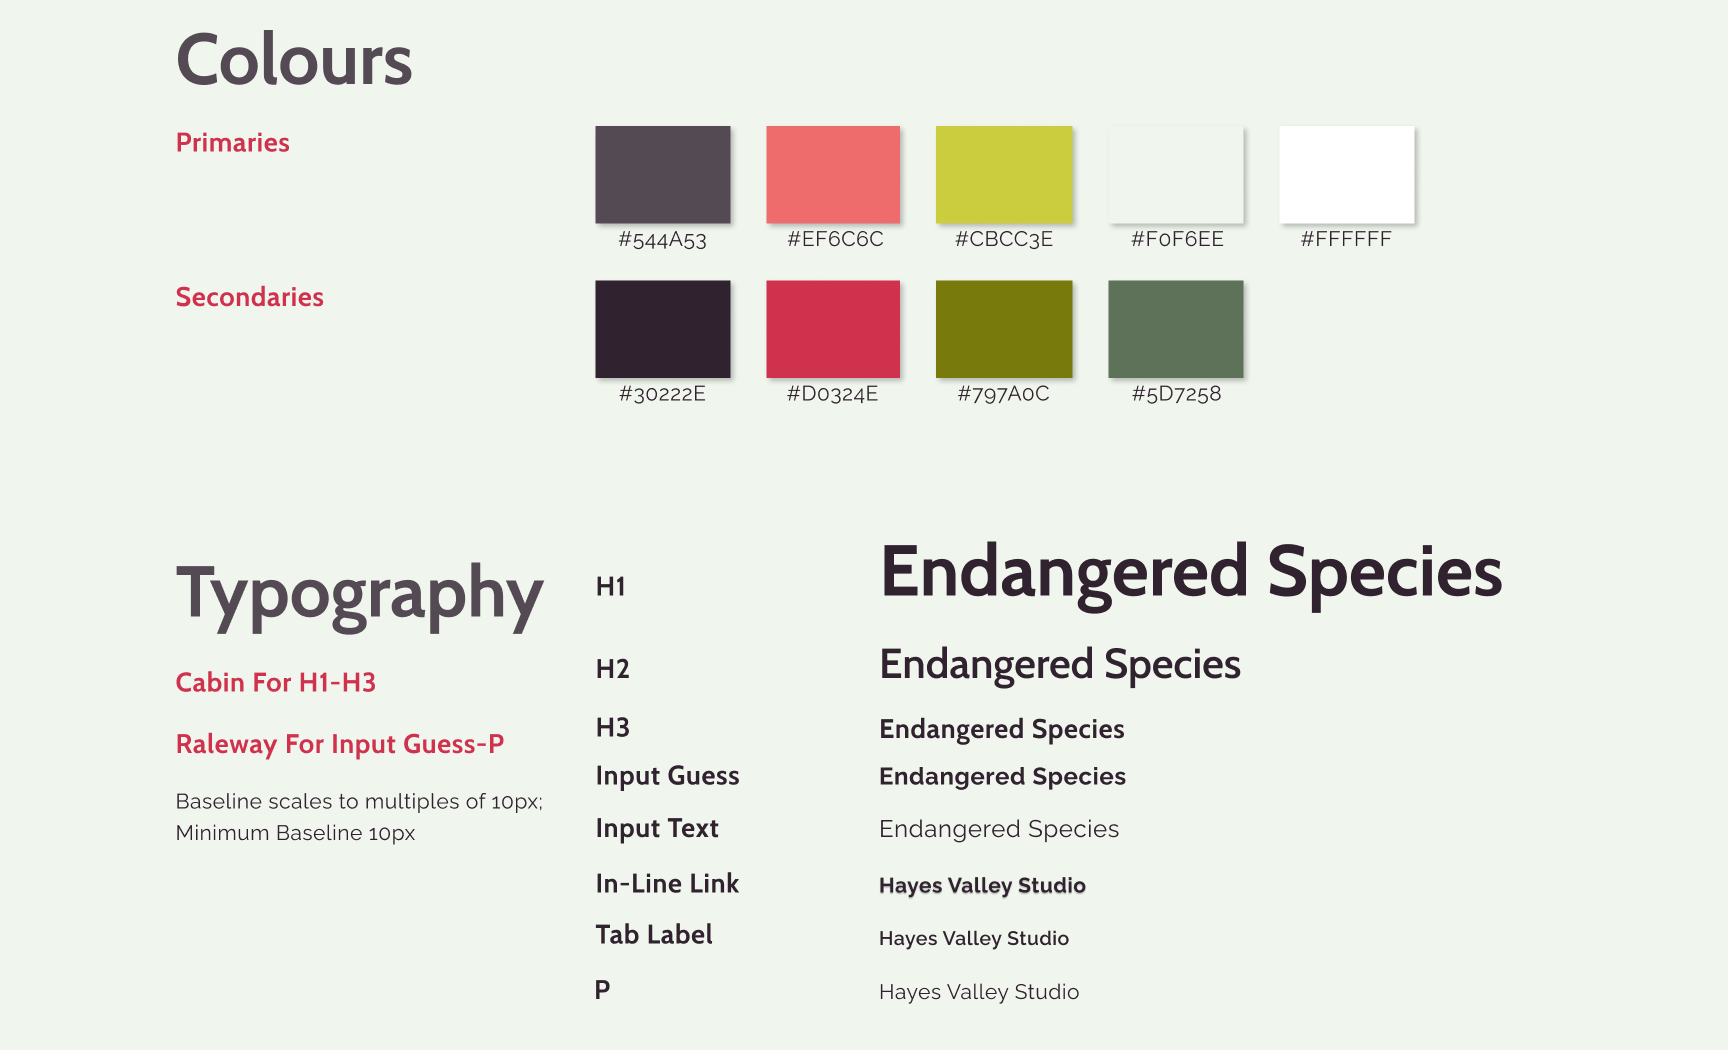 Colours
Primaries
#544A53
#EF6C6C
#CBCC3E
#F0F6EE
#FFFFFF
Secondaries
#30222E
#D0324E
#797A0C
#5D7258
Typography
Cabin For H1-H3
Raleway For Input Guess-P
Baseline scales to multiples of 10px;
Minimum Baseline 10px
H1
Endangered Species
H2
Endangered Species
H3
Endangered Species
Input Guess
Endangered Species
Input Text
Endangered Species
In-Line Link
Hayes Valley Studio
Tab Label
Hayes Valley Studio
P
Hayes Valley Studio